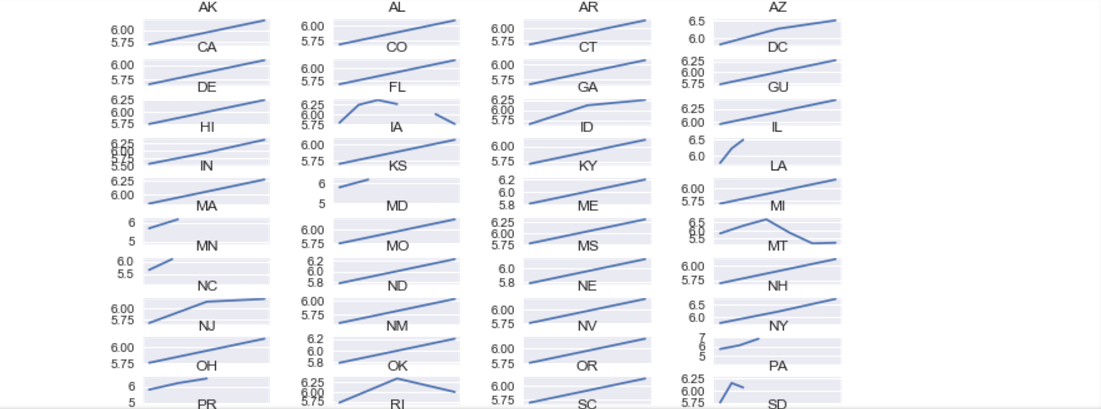 AK AL AR AZ
6.5
6.00 6.00 6.00
5.75 5.75 5.75 6.0
CA CO CT DC
6.25
6.00 6.00 6.00 6.00
5.75 5.75 5.75 5.75
DE FL GA GU
6.25 6.25 6.25 6.25
6.00 6.00 6.00
5.75 5.75 5.75 6.00
HI IA ID IL
6.25 6.5
6.00 6.00 6.00
5.75 6.0
5.50 5.75 5.75
IN KS KY LA
6.25 6 6.2 6.00
6.00 6.0
5 5.8 5.75
MA MD ME MI
6 6.25 6.5
6.00 6.00 6.0
5 5.75 5.75 5.5
MN MO MS MT
6.0 6.2 6.0 6.00
5.5 6.0
5.8 5.8 5.75
NC ND NE NH
6.00 6.00 6.00 6.5
5.75 5.75 5.75 6.0
NJ NM NV NY
6.2 7
6.00 6.0 6.00 6
5.75 5.8 5.75 5
OH OK OR PA
6 6.25 6.00 6.25
6.00 6.00
5 5.75 5.75 5.75
PR RI SC SD